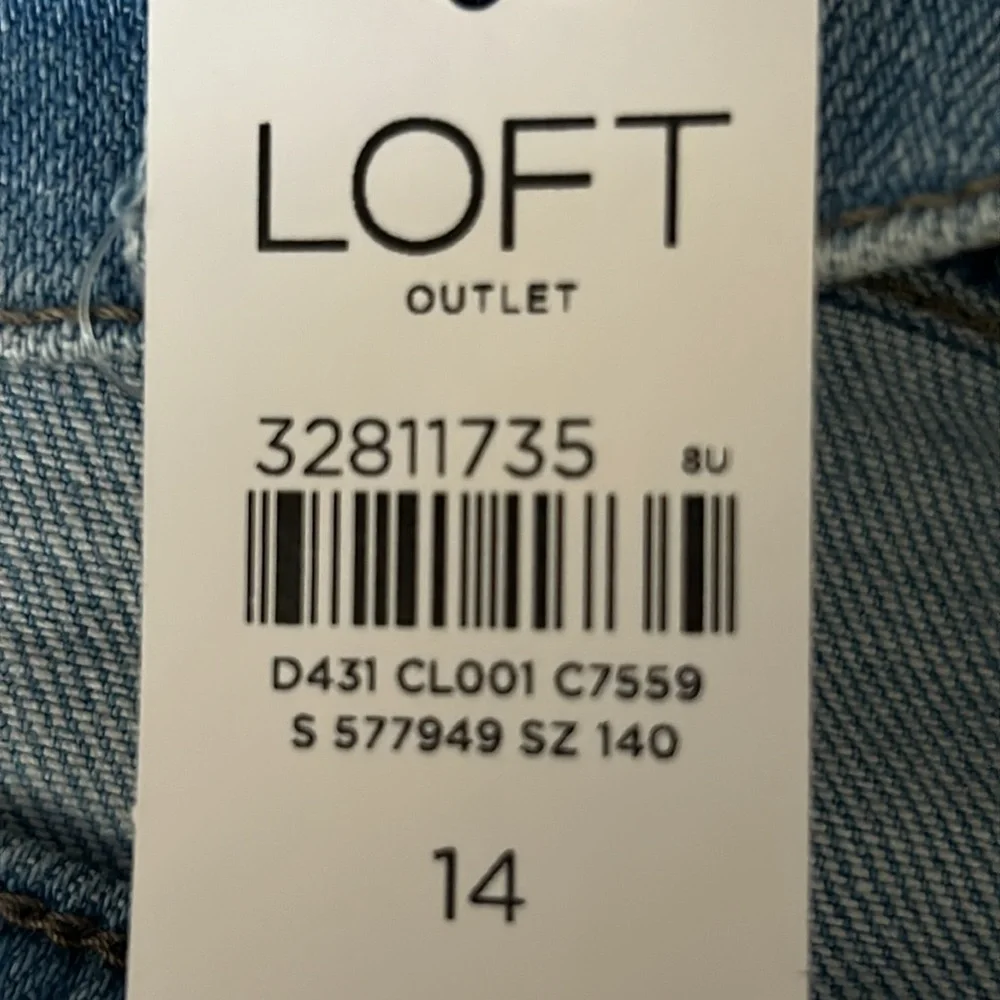 LOFT
OUTLET
32811735 8U
D431 CL001 C7559
S 577949 SZ 140
14